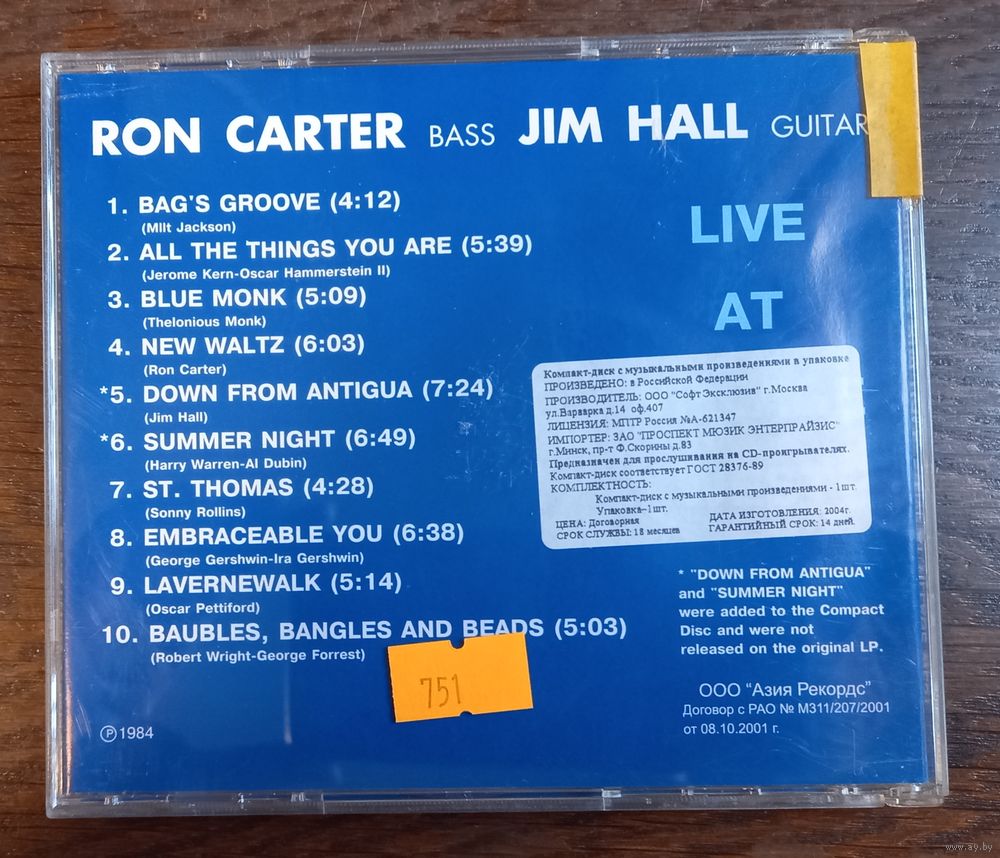 RON CARTER BASS JIM HALL GUITAR
1. BAG'S GROOVE (4:12)
(Milt Jackson)
2. ALL THE THINGS YOU ARE (5:39)
(Jerome Kern-Oscar Hammerstein II)
3. BLUE MONK (5:09)
(Thelonious Monk)
4. NEW WALTZ (6:03)
(Ron Carter)
*5. DOWN FROM ANTIGUA (7:24)
(Jim Hall)
*6. SUMMER NIGHT (6:49)
(Harry Warren-Al Dubin)
7. ST. THOMAS (4:28)
(Sonny Rollins)
8. EMBRACEABLE YOU (6:38)
(George Gershwin-Ira Gershwin)
9. LAVERNEWALK (5:14)
(Oscar Pettiford)
10. BAUBLES, BANGLES AND BEADS (5:03)
(Robert Wright-George Forrest)
751
℗ 1984
LIVE
AT
Компакт-диск с музыкальными произведениями в упаковке
ПРОИЗВЕДЕНО: в Российской Федерации
ПРОИЗВОДИТЕЛЬ: ООО "Софт Эксклюзив" г.Москва
ул.Варварка д.14 оф.407
ЛИЦЕНЗИЯ: МПТР Россия №А-621347
ИМПОРТЕР: ЗАО "ПРОСПЕКТ МЮЗИК ЭНТЕРПРАЙЗИС"
г.Минск, пр-т Ф.Скорины д.83
Предназначен для прослушивания на CD-проигрывателях.
Компакт-диск соответствует ГОСТ 28376-89
КОМПЛЕКТНОСТЬ:
Компакт-диск с музыкальными произведениями - 1шт.
Упаковка-1шт.
ЦЕНА: Договорная ДАТА ИЗГОТОВЛЕНИЯ: 2004г.
СРОК СЛУЖБЫ: 18 месяцев ГАРАНТИЙНЫЙ СРОК: 14 дней.
* "DOWN FROM ANTIGUA"
and "SUMMER NIGHT"
were added to the Compact
Disc and were not
released on the original LP.
ООО "Азия Рекордс"
Договор с РАО № М311/207/2001
от 08.10.2001 г.
www.ay.by